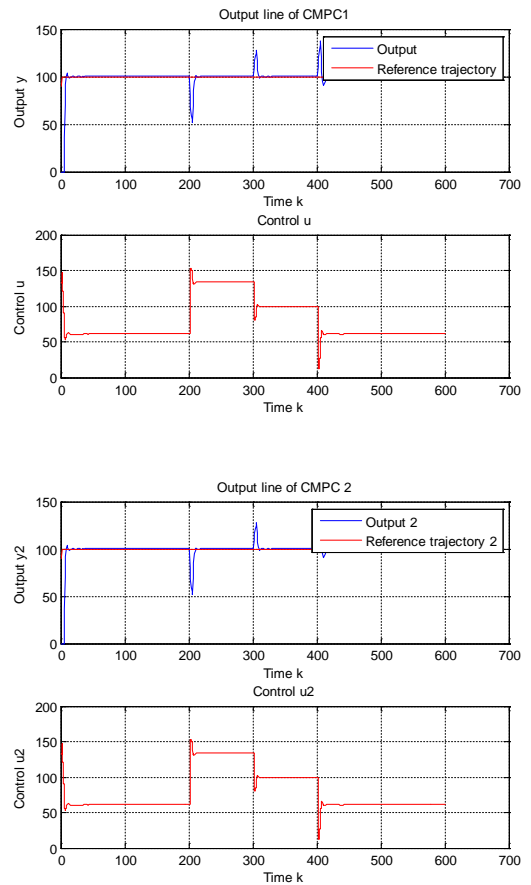 Output line of CMPC1
150
100
50
0
Output y
Output
Reference trajectory
0 100 200 300 400 500 600 700
Time k
Control u
200
150
100
50
0
Control u
0 100 200 300 400 500 600 700
Time k
Output line of CMPC 2
150
100
50
0
Output y2
Output 2
Reference trajectory 2
0 100 200 300 400 500 600 700
Time k
Control u2
200
150
100
50
0
Control u2
0 100 200 300 400 500 600 700
Time k